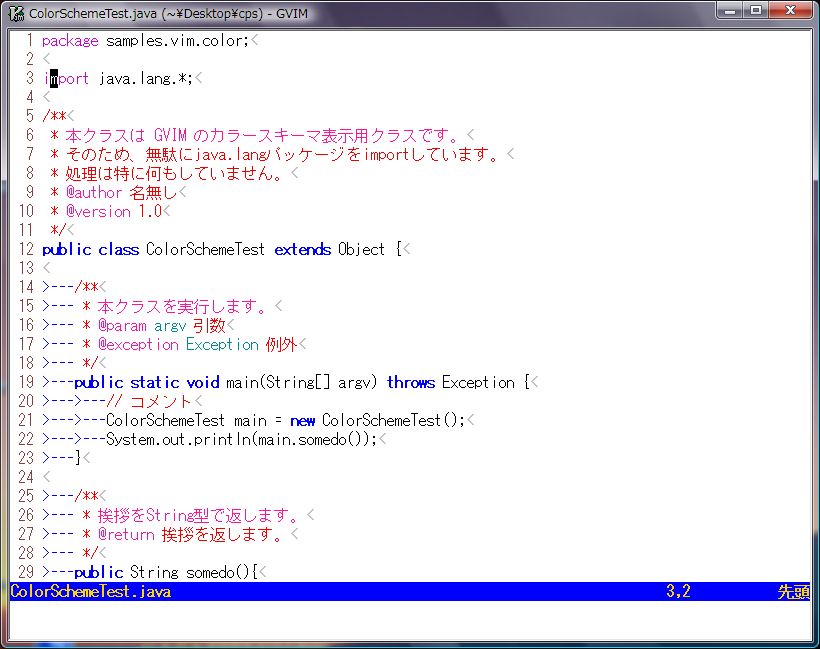 ColorSchemeTest.java (~¥Desktop¥cps) - GVIM
1 package samples.vim.color;<
2 <
3 import java.lang.*;<
4 <
5 /**<
6  * 本クラスは GVIM のカラースキーマ表示用クラスです。<
7  * そのため、無駄にjava.langパッケージをimportしています。<
8  * 処理は特に何もしていません。<
9  * @author 名無し<
10  * @version 1.0<
11  */<
12 public class ColorSchemeTest extends Object {<
13 <
14 >---/**<
15 >--- * 本クラスを実行します。<
16 >--- * @param argv 引数<
17 >--- * @exception Exception 例外<
18 >--- */<
19 >---public static void main(String[] argv) throws Exception {<
20 >--->---// コメント<
21 >--->---ColorSchemeTest main = new ColorSchemeTest();<
22 >--->---System.out.println(main.somedo());<
23 >---}<
24 <
25 >---/**<
26 >--- * 挨拶をString型で返します。<
27 >--- * @return 挨拶を返します。<
28 >--- */<
29 >---public String somedo(){<
ColorSchemeTest.java 3,2 先頭